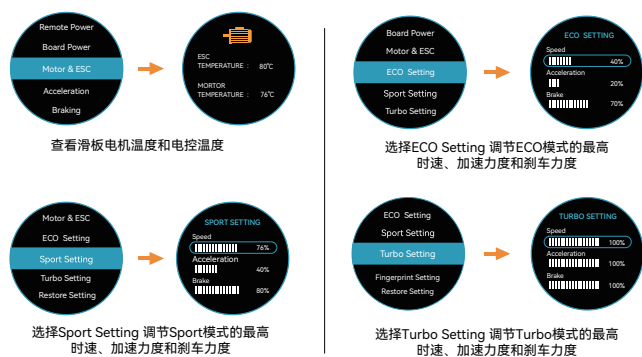 Remote Power
Board Power
Motor & ESC
Acceleration
Braking
ESC
TEMPERATURE : 80℃
MORTOR
TEMPERATURE : 76℃
查看滑板电机温度和电控温度
Board Power
Motor & ESC
ECO Setting
Sport Setting
Turbo Setting
ECO SETTING
Speed
40%
Acceleration
20%
Brake
70%
选择ECO Setting 调节ECO模式的最高
时速、加速力度和刹车力度
Motor & ESC
ECO Setting
Sport Setting
Turbo Setting
Restore Setting
SPORT SETTING
Speed
76%
Acceleration
40%
Brake
80%
选择Sport Setting 调节Sport模式的最高
时速、加速力度和刹车力度
ECO Setting
Sport Setting
Turbo Setting
Fingerprint Setting
Restore Setting
TURBO SETTING
Speed
100%
Acceleration
100%
Brake
100%
选择Turbo Setting 调节Turbo模式的最高
时速、加速力度和刹车力度